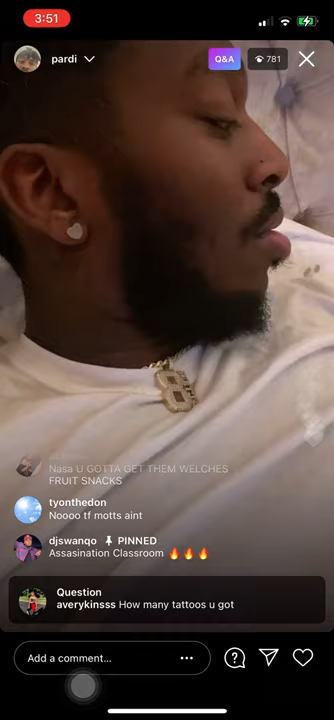 3:51
pardi
Q&A
781
Nasa U GOTTA GET THEM WELCHES
FRUIT SNACKS
tyonthedon
Noooo tf motts aint
djswanqo PINNED
Assasination Classroom 🔥🔥🔥
Question
averykinsss How many tattoos u got
Add a comment...